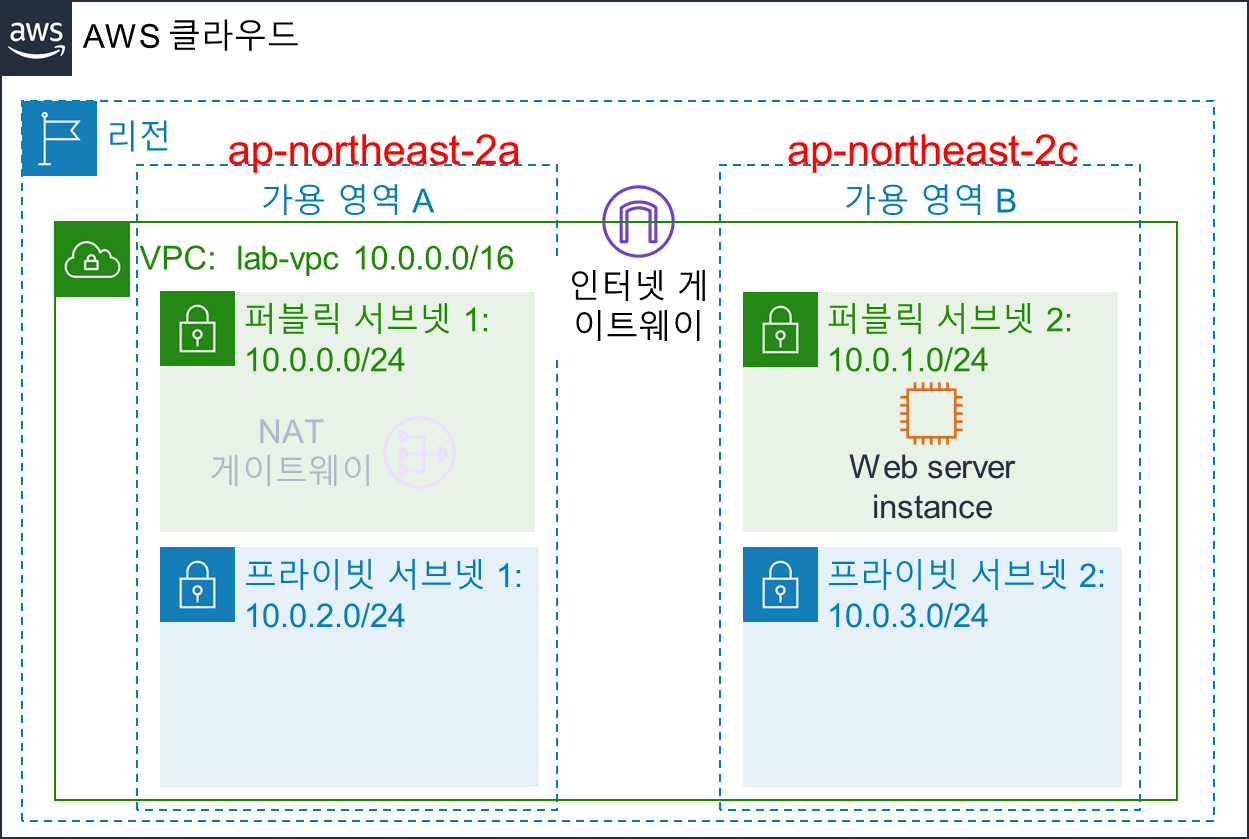 aws
AWS 클라우드
리전
ap-northeast-2a
ap-northeast-2c
가용 영역 A
가용 영역 B
VPC: lab-vpc 10.0.0.0/16
인터넷 게
이트웨이
퍼블릭 서브넷 1:
10.0.0.0/24
퍼블릭 서브넷 2:
10.0.1.0/24
NAT
게이트웨이
Web server
instance
프라이빗 서브넷 1:
10.0.2.0/24
프라이빗 서브넷 2:
10.0.3.0/24